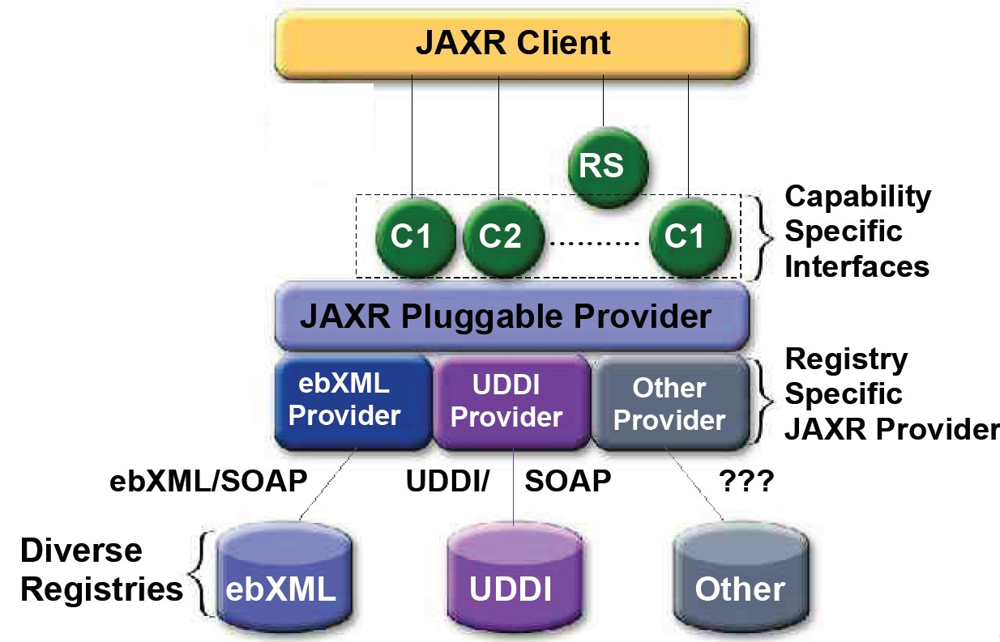 JAXR Client
RS
C1 C2 .......... C1
Capability
Specific
Interfaces
JAXR Pluggable Provider
ebXML
Provider
UDDI
Provider
Other
Provider
Registry
Specific
JAXR Provider
ebXML/SOAP
UDDI/ SOAP
???
Diverse
Registries
ebXML
UDDI
Other